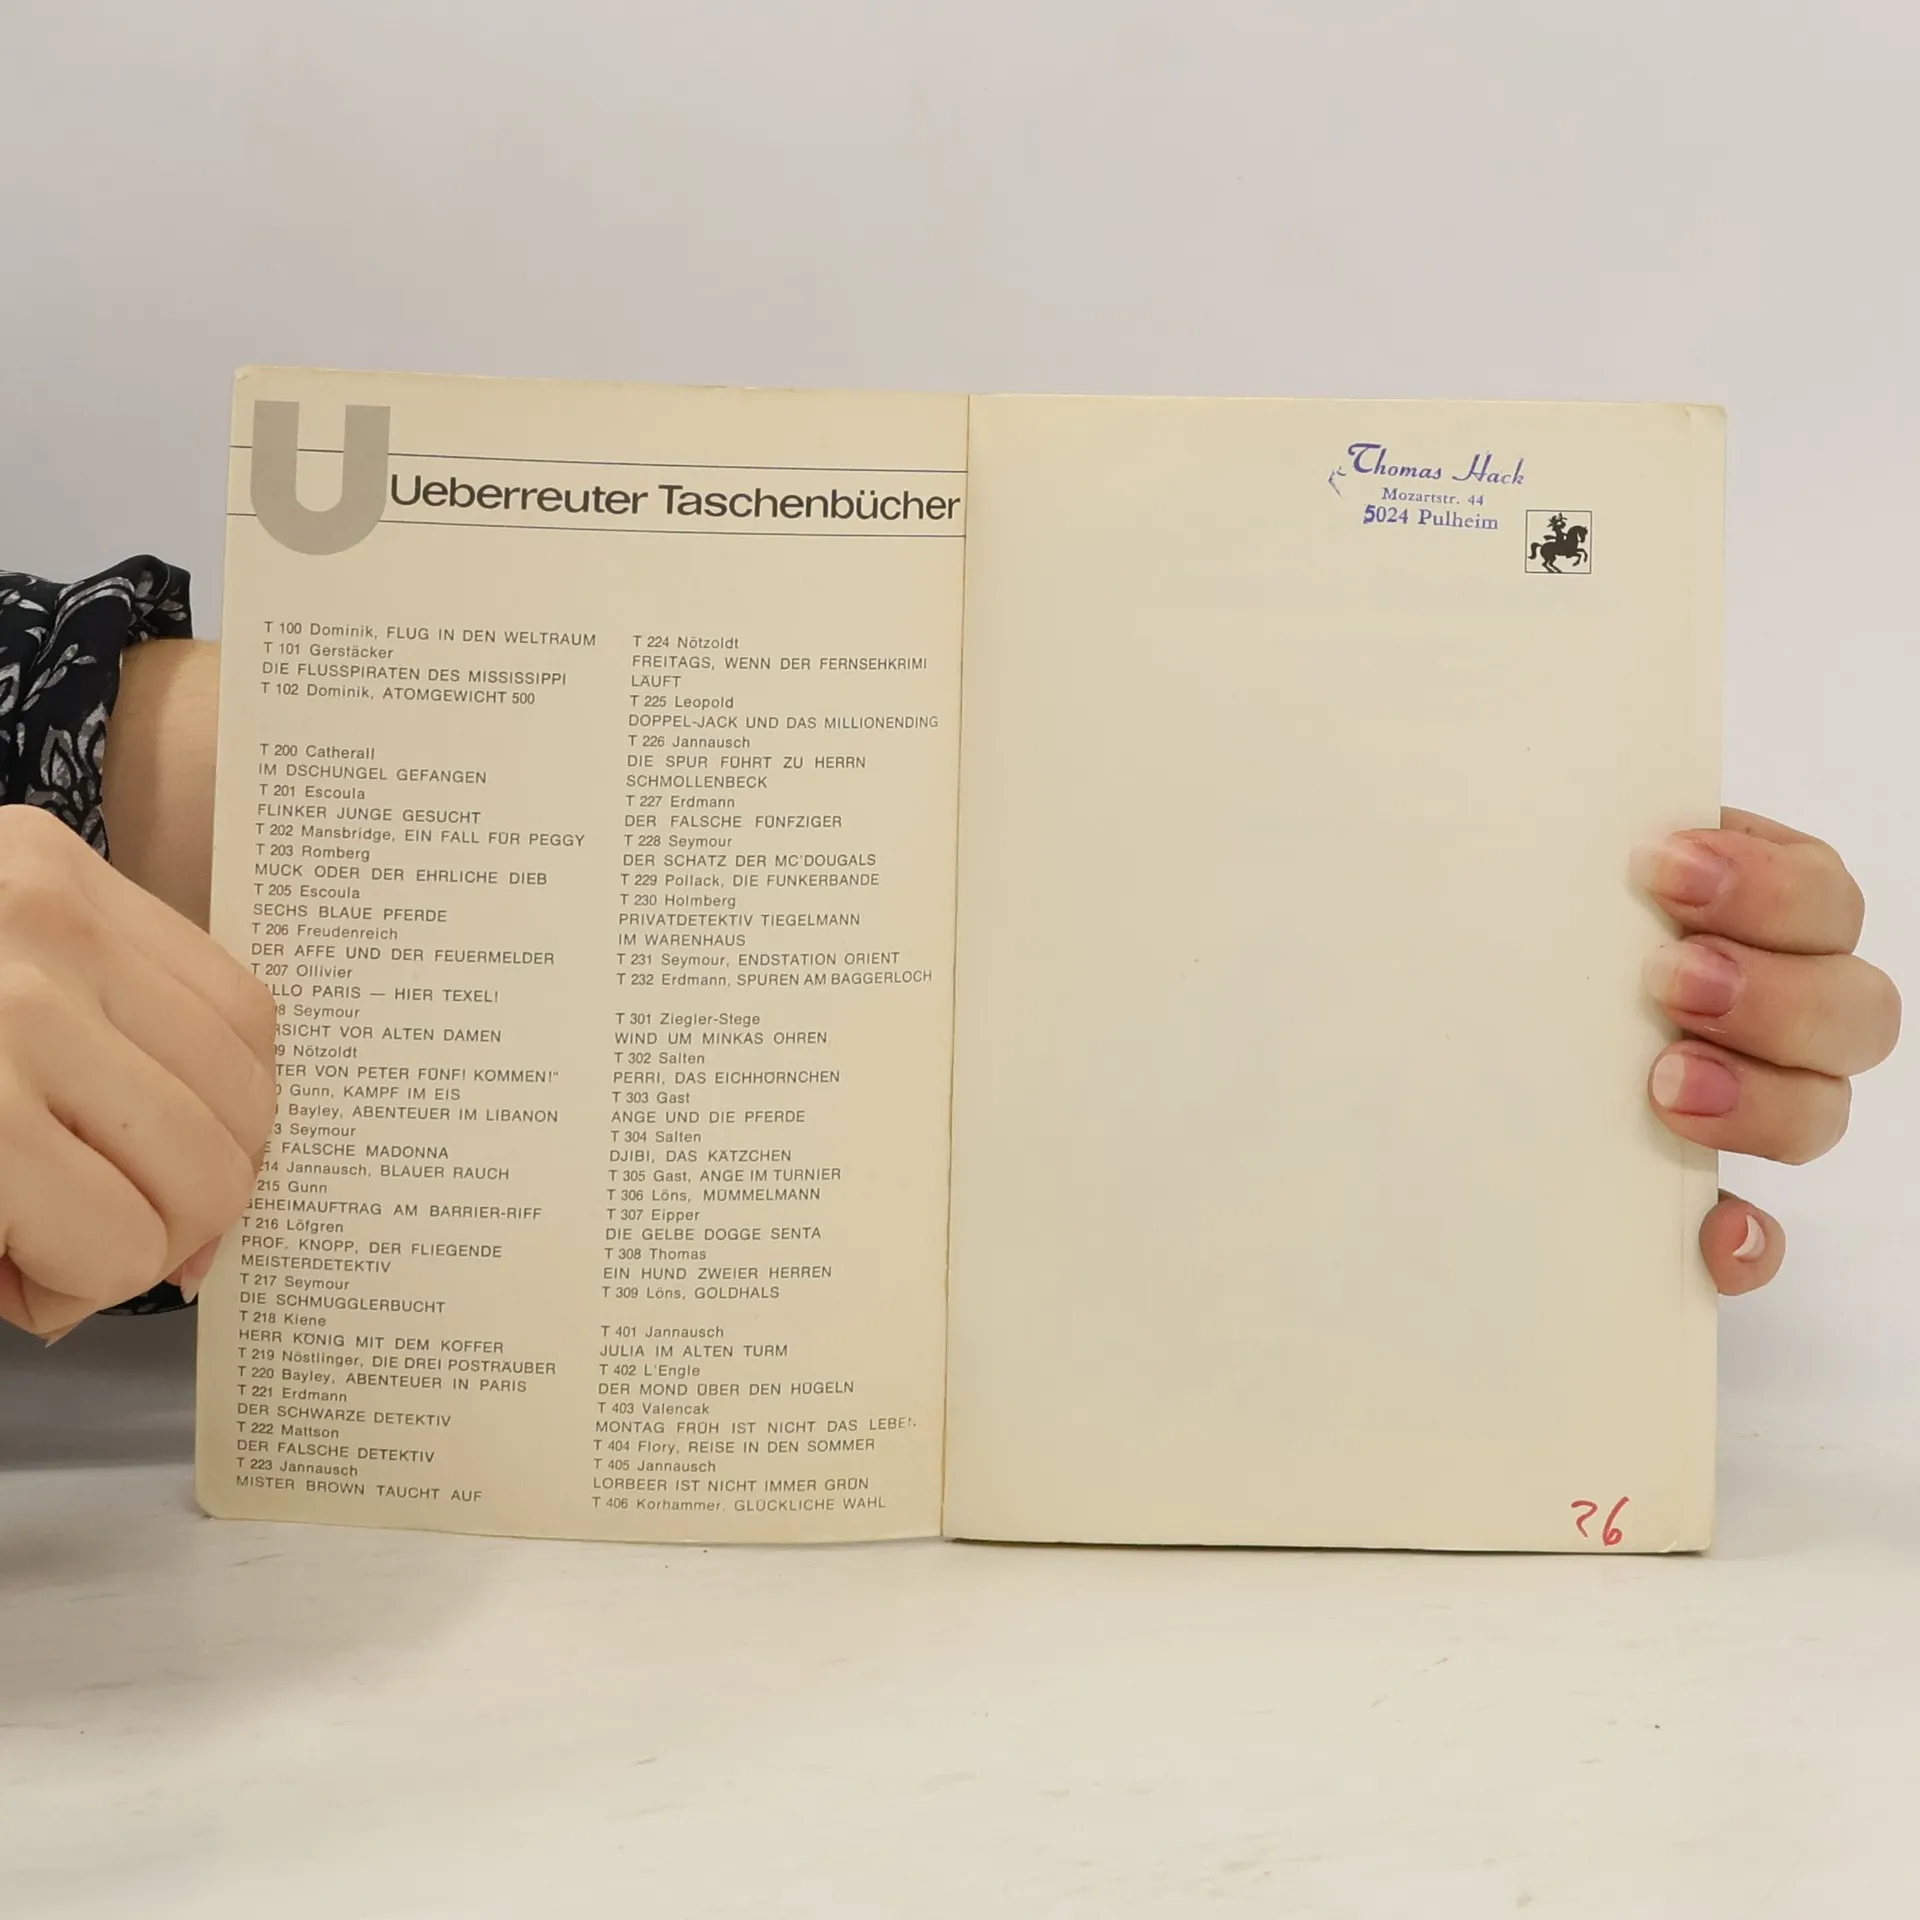 U
Ueberreuter Taschenbücher
T 100 Dominik, FLUG IN DEN WELTRAUM
T 101 Gerstäcker
DIE FLUSSPIRATEN DES MISSISSIPPI
T 102 Dominik, ATOMGEWICHT 500
T 200 Catherall
IM DSCHUNGEL GEFANGEN
T 201 Escoula
FLINKER JUNGE GESUCHT
T 202 Mansbridge, EIN FALL FÜR PEGGY
T 203 Romberg
MUCK ODER DER EHRLICHE DIEB
T 205 Escoula
SECHS BLAUE PFERDE
T 206 Freudenreich
DER AFFE UND DER FEUERMELDER
T 207 Ollivier
ALLO PARIS — HIER TEXEL!
8 Seymour
RSICHT VOR ALTEN DAMEN
9 Nötzoldt
TER VON PETER FÜNF! KOMMEN!"
0 Gunn, KAMPF IM EIS
1 Bayley, ABENTEUER IM LIBANON
3 Seymour
E FALSCHE MADONNA
14 Jannausch, BLAUER RAUCH
215 Gunn
GEHEIMAUFTRAG AM BARRIER-RIFF
T 216 Löfgren
PROF. KNOPP, DER FLIEGENDE
MEISTERDETEKTIV
T 217 Seymour
DIE SCHMUGGLERBUCHT
T 218 Kiene
HERR KÖNIG MIT DEM KOFFER
T 219 Nöstlinger, DIE DREI POSTRÄUBER
T 220 Bayley, ABENTEUER IN PARIS
T 221 Erdmann
DER SCHWARZE DETEKTIV
T 222 Mattson
DER FALSCHE DETEKTIV
T 223 Jannausch
MISTER BROWN TAUCHT AUF
T 224 Nötzoldt
FREITAGS, WENN DER FERNSEHKRIMI
LÄUFT
T 225 Leopold
DOPPEL-JACK UND DAS MILLIONENDING
T 226 Jannausch
DIE SPUR FÜHRT ZU HERRN
SCHMOLLENBECK
T 227 Erdmann
DER FALSCHE FÜNFZIGER
T 228 Seymour
DER SCHATZ DER MC'DOUGALS
T 229 Pollack, DIE FUNKERBANDE
T 230 Holmberg
PRIVATDETEKTIV TIEGELMANN
IM WARENHAUS
T 231 Seymour, ENDSTATION ORIENT
T 232 Erdmann, SPUREN AM BAGGERLOCH
T 301 Ziegler-Stege
WIND UM MINKAS OHREN
T 302 Salten
PERRI, DAS EICHHÖRNCHEN
T 303 Gast
ANGE UND DIE PFERDE
T 304 Salten
DJIBI, DAS KÄTZCHEN
T 305 Gast, ANGE IM TURNIER
T 306 Löns, MÜMMELMANN
T 307 Eipper
DIE GELBE DOGGE SENTA
T 308 Thomas
EIN HUND ZWEIER HERREN
T 309 Löns, GOLDHALS
T 401 Jannausch
JULIA IM ALTEN TURM
T 402 L'Engle
DER MOND ÜBER DEN HÜGELN
T 403 Valencak
MONTAG FRÜH IST NICHT DAS LEBEN
T 404 Flory, REISE IN DEN SOMMER
T 405 Jannausch
LORBEER IST NICHT IMMER GRÜN
T 406 Korhammer, GLÜCKLICHE WAHL
Thomas Hack
Mozartstr. 44
5024 Pulheim
26